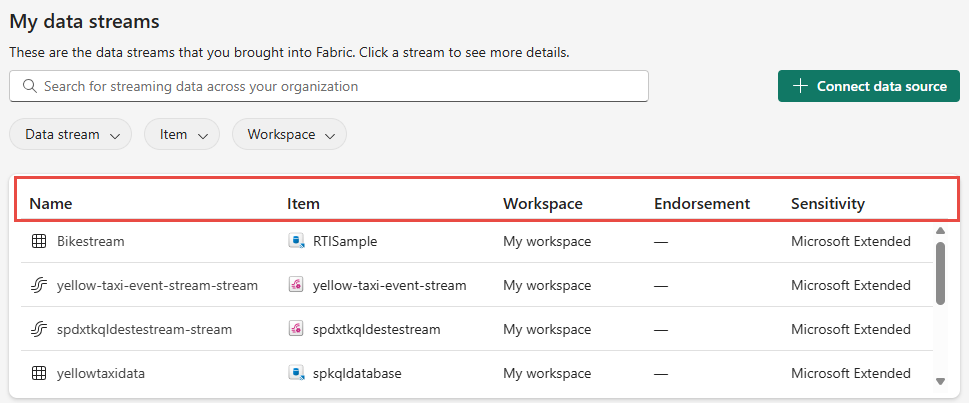 My data streams
These are the data streams that you brought into Fabric. Click a stream to see more details.
Search for streaming data across your organization
Connect data source
Data stream Item Workspace
Name Item Workspace Endorsement Sensitivity
Bikestream RTISample My workspace — Microsoft Extended
yellow-taxi-event-stream-stream yellow-taxi-event-stream My workspace — Microsoft Extended
spdxtkqldestestream-stream spdxtkqldestestream My workspace — Microsoft Extended
yellowtaxidata spkqldatabase My workspace — Microsoft Extended